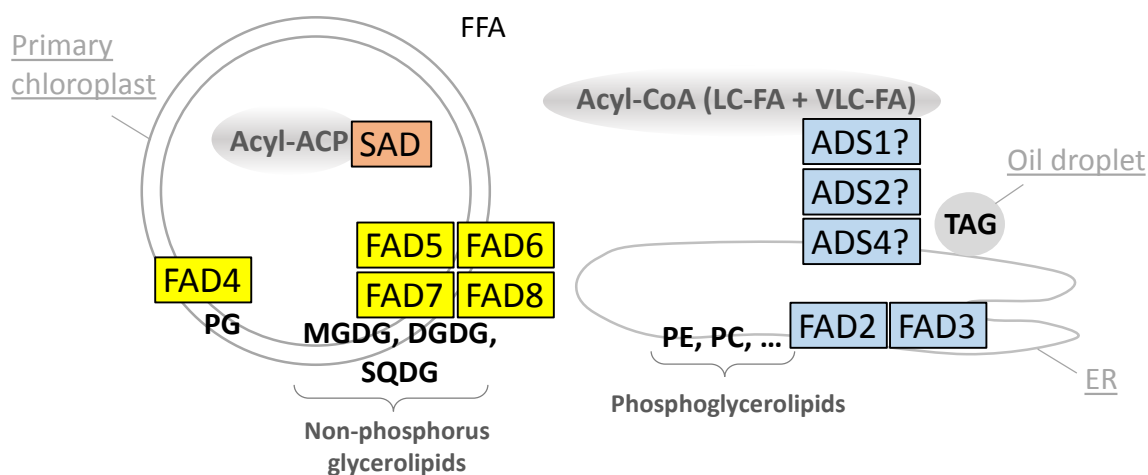 FFA
Primary
chloroplast
Acyl-CoA (LC-FA + VLC-FA)
Acyl-ACP
SAD
ADS1?
ADS2?
ADS4?
Oil droplet
TAG
FAD5
FAD6
FAD4
FAD7
FAD8
PG
MGDG, DGDG,
SQDG
PE, PC, ...
FAD2
FAD3
ER
Non-phosphorus
glycerolipids
Phosphoglycerolipids